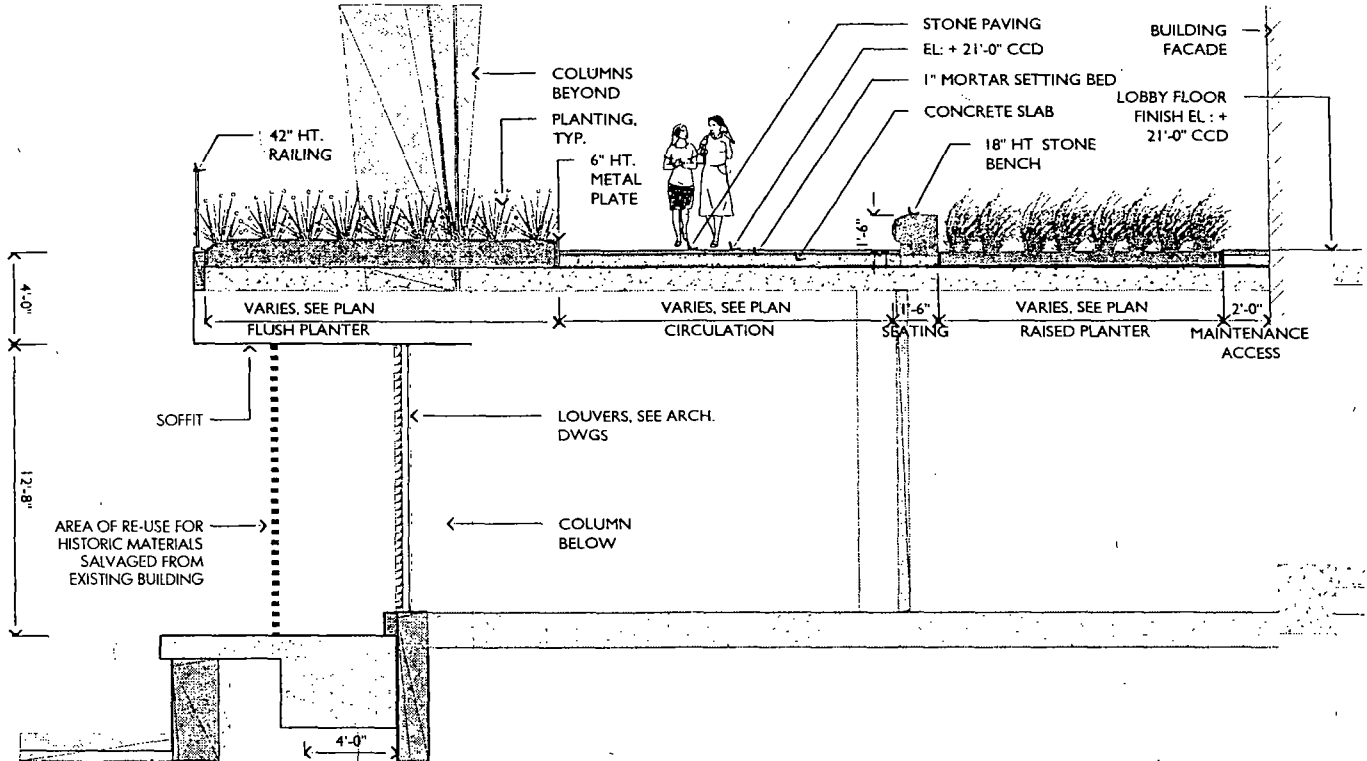 STONE PAVING
EL: + 21'-0" CCD
1" MORTAR SETTING BED
CONCRETE SLAB
BUILDING
FACADE
LOBBY FLOOR
FINISH EL : +
21'-0" CCD
COLUMNS
BEYOND
PLANTING,
TYP.
42" HT.
RAILING
6" HT.
METAL
PLATE
18" HT STONE
BENCH
1'-6"
4'-0"
VARIES, SEE PLAN
FLUSH PLANTER
VARIES, SEE PLAN
CIRCULATION
1'-6"
SEATING
VARIES, SEE PLAN
RAISED PLANTER
2'-0"
MAINTENANCE
ACCESS
SOFFIT
LOUVERS, SEE ARCH.
DWGS
12'-8"
AREA OF RE-USE FOR
HISTORIC MATERIALS
SALVAGED FROM
EXISTING BUILDING
COLUMN
BELOW
4'-0"